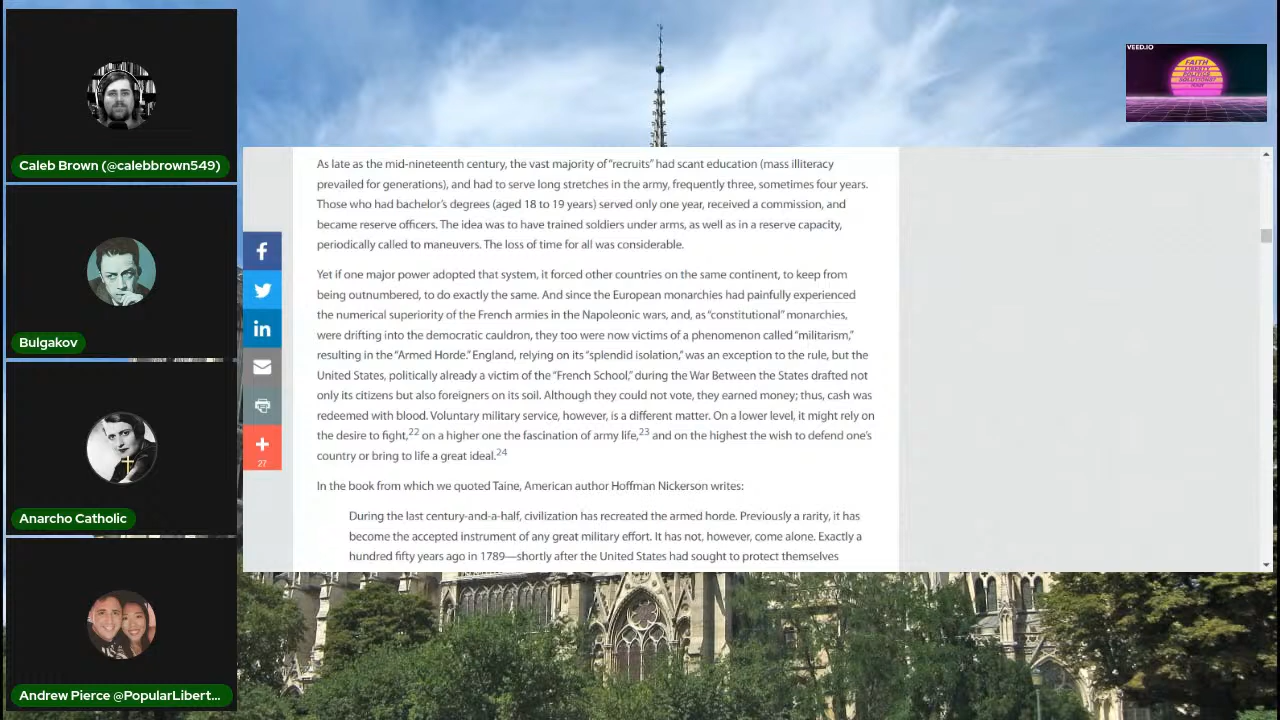 Caleb Brown (@calebbrown549)
Bulgakov
Anarcho Catholic
Andrew Pierce @PopularLibert...
VEED.IO
FAITH
LIBERTY
POLITICS
As late as the mid-nineteenth century, the vast majority of "recruits" had scant education (mass illiteracy
prevailed for generations), and had to serve long stretches in the army, frequently three, sometimes four years.
Those who had bachelor's degrees (aged 18 to 19 years) served only one year, received a commission, and
became reserve officers. The idea was to have trained soldiers under arms, as well as in a reserve capacity,
periodically called to maneuvers. The loss of time for all was considerable.
Yet if one major power adopted that system, it forced other countries on the same continent, to keep from
being outnumbered, to do exactly the same. And since the European monarchies had painfully experienced
the numerical superiority of the French armies in the Napoleonic wars, and, as "constitutional" monarchies,
were drifting into the democratic cauldron, they too were now victims of a phenomenon called "militarism,"
resulting in the "Armed Horde." England, relying on its "splendid isolation," was an exception to the rule, but the
United States, politically already a victim of the "French School," during the War Between the States drafted not
only its citizens but also foreigners on its soil. Although they could not vote, they earned money; thus, cash was
redeemed with blood. Voluntary military service, however, is a different matter. On a lower level, it might rely on
the desire to fight,22 on a higher one the fascination of army life,23 and on the highest the wish to defend one's
country or bring to life a great ideal.24
In the book from which we quoted Taine, American author Hoffman Nickerson writes:
During the last century-and-a-half, civilization has recreated the armed horde. Previously a rarity, it has
become the accepted instrument of any great military effort. It has not, however, come alone. Exactly a
hundred fifty years ago in 1789—shortly after the United States had sought to protect themselves
27